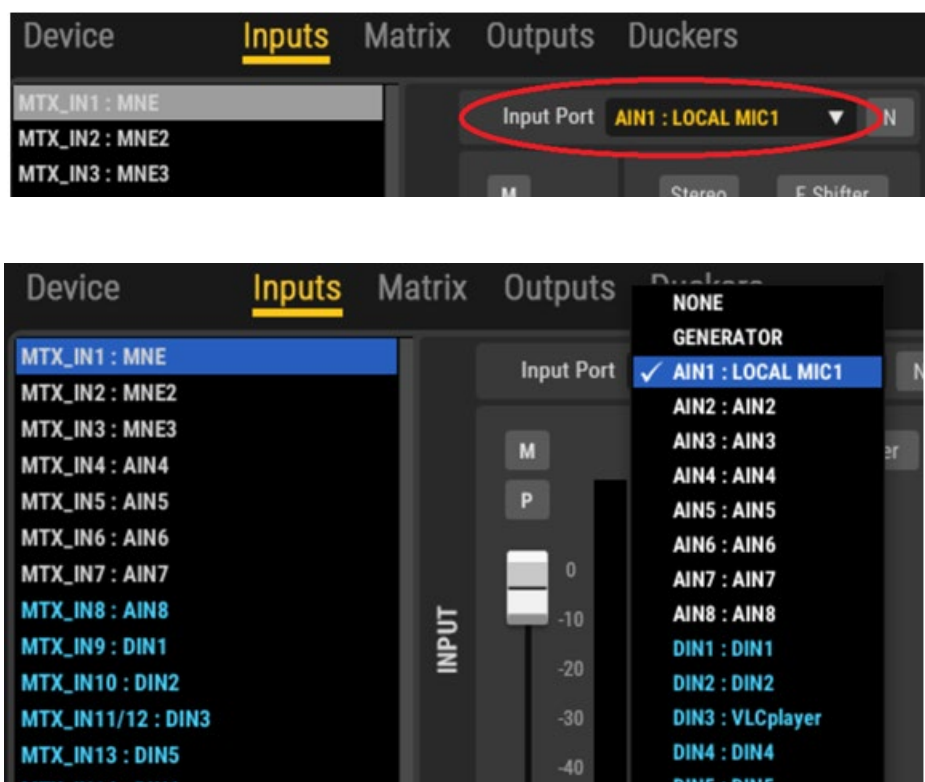 Device Inputs Matrix Outputs Duckers
MTX_IN1 : MNE
MTX_IN2 : MNE2
MTX_IN3 : MNE3
Input Port AIN1 : LOCAL MIC1 ▼ N
M Stereo F Shifter
Device Inputs Matrix Outputs Duckers
MTX_IN1 : MNE
MTX_IN2 : MNE2
MTX_IN3 : MNE3
MTX_IN4 : AIN4
MTX_IN5 : AIN5
MTX_IN6 : AIN6
MTX_IN7 : AIN7
MTX_IN8 : AIN8
MTX_IN9 : DIN1
MTX_IN10 : DIN2
MTX_IN11/12 : DIN3
MTX_IN13 : DIN5
INPUT
Input Port
M
P
0
-10
-20
-30
-40
NONE
GENERATOR
✓ AIN1 : LOCAL MIC1
AIN2 : AIN2
AIN3 : AIN3
AIN4 : AIN4
AIN5 : AIN5
AIN6 : AIN6
AIN7 : AIN7
AIN8 : AIN8
DIN1 : DIN1
DIN2 : DIN2
DIN3 : VLCplayer
DIN4 : DIN4
DIN5 : DIN5
N
er